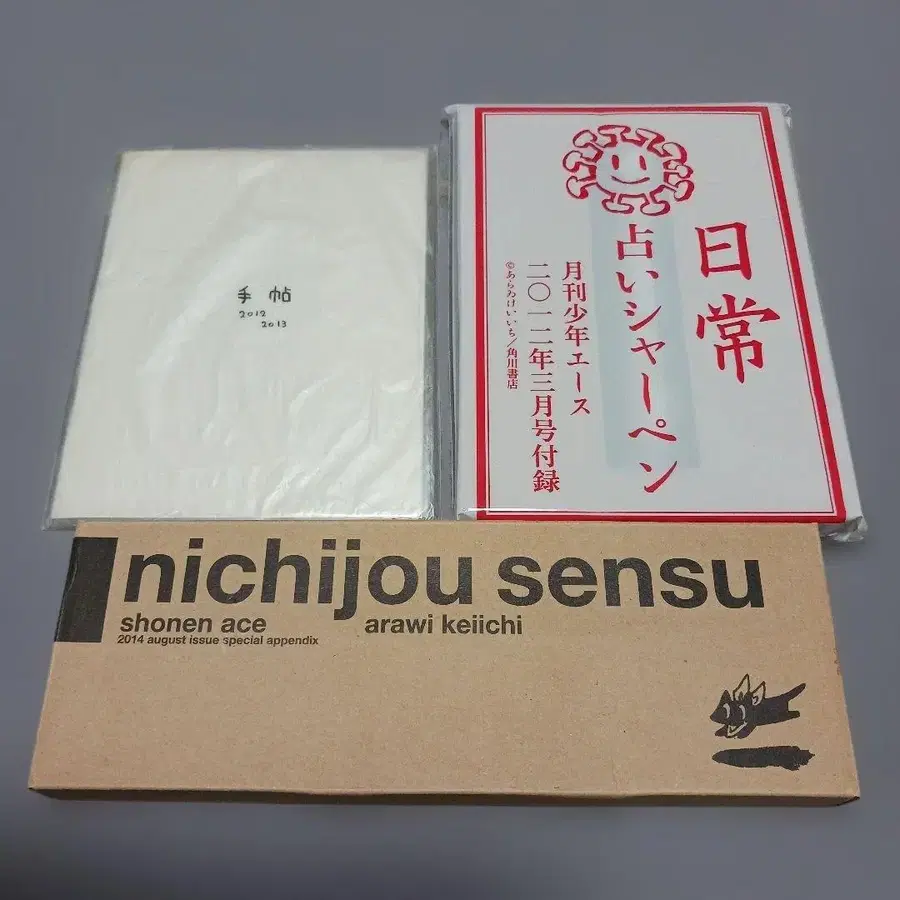 手帖
2012
2013
日常
占いシャーペン
月刊少年エース
二〇一二年三月号付録
©あらゐけいいち/角川書店
nichijou sensu
shonen ace
arawi keiichi
2014 august issue special appendix